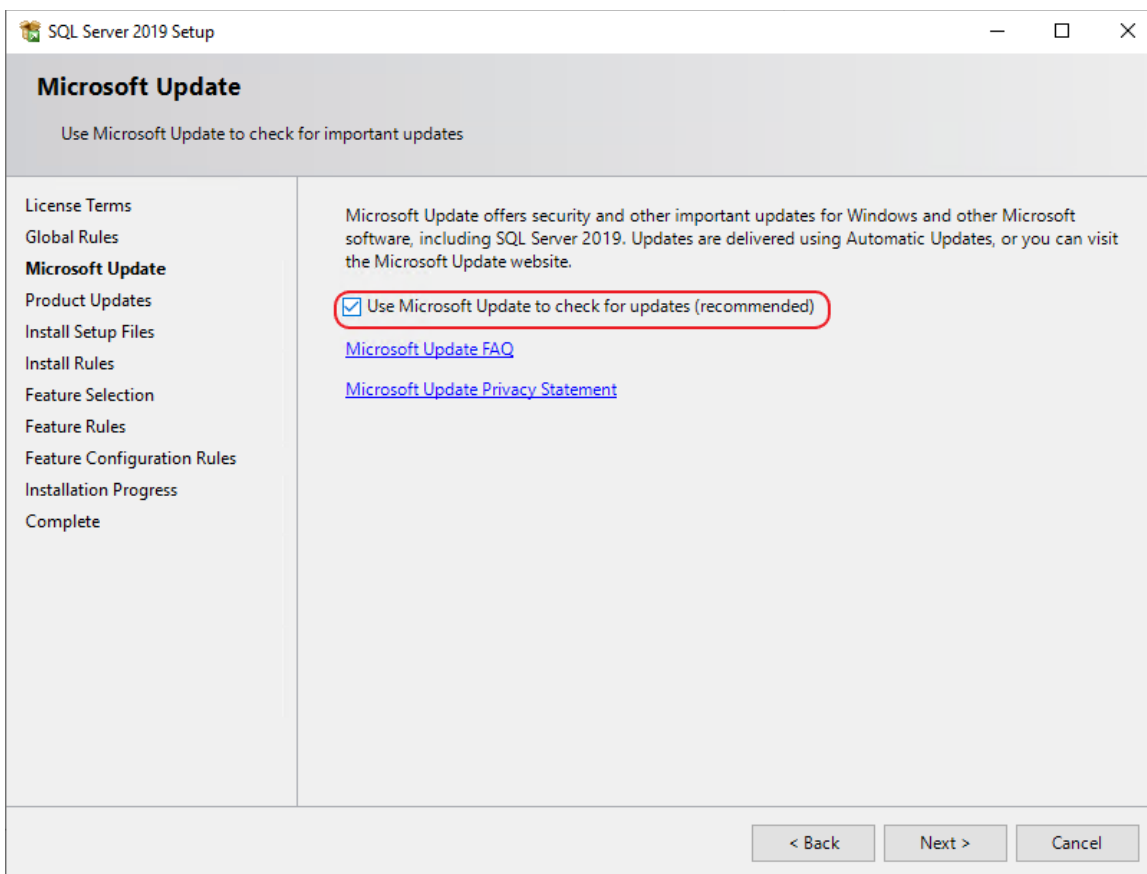 SQL Server 2019 Setup
Microsoft Update
Use Microsoft Update to check for important updates
License Terms
Global Rules
Microsoft Update
Product Updates
Install Setup Files
Install Rules
Feature Selection
Feature Rules
Feature Configuration Rules
Installation Progress
Complete
Microsoft Update offers security and other important updates for Windows and other Microsoft
software, including SQL Server 2019. Updates are delivered using Automatic Updates, or you can visit
the Microsoft Update website.
Use Microsoft Update to check for updates (recommended)
Microsoft Update FAQ
Microsoft Update Privacy Statement
< Back
Next >
Cancel